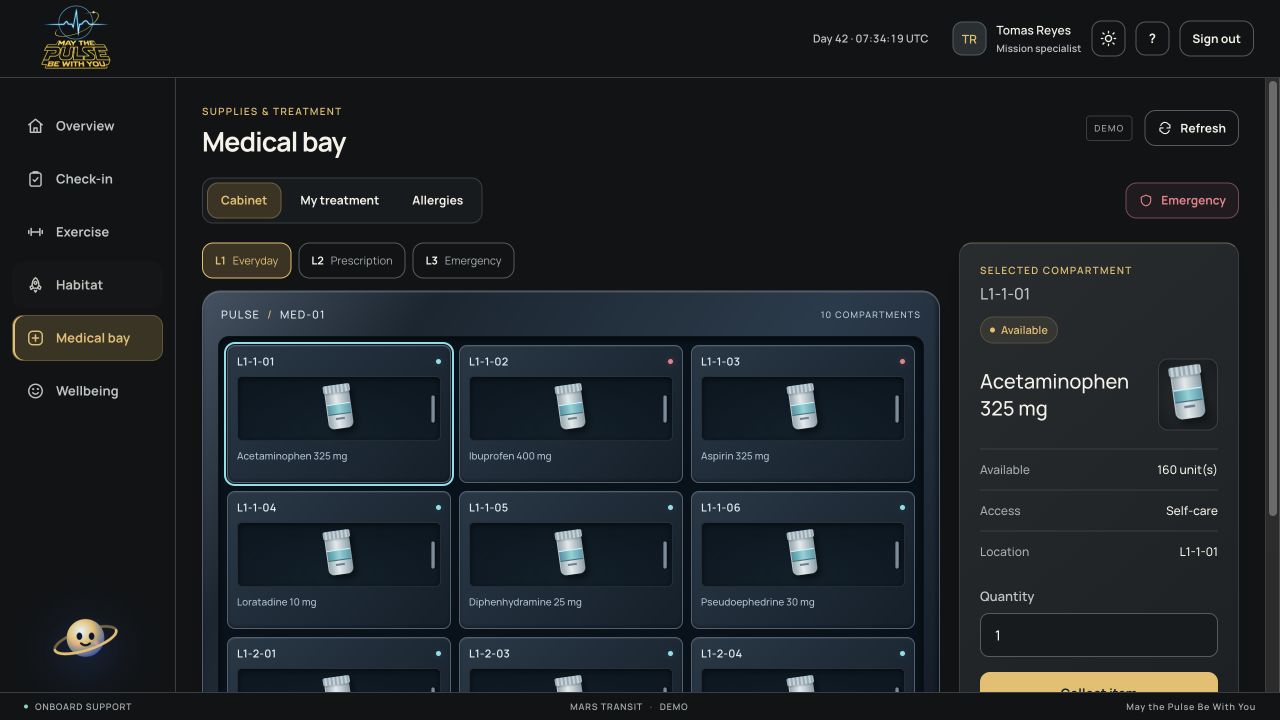 MAY THE
PULSE
BE WITH YOU
Day 42 · 07:34:19 UTC
TR
Tomas Reyes
Mission specialist
?
Sign out
Overview
Check-in
Exercise
Habitat
Medical bay
Wellbeing
SUPPLIES & TREATMENT
Medical bay
DEMO
Refresh
Cabinet
My treatment
Allergies
Emergency
L1 Everyday
L2 Prescription
L3 Emergency
PULSE / MED-01
10 COMPARTMENTS
L1-1-01
L1-1-02
L1-1-03
Acetaminophen 325 mg
Ibuprofen 400 mg
Aspirin 325 mg
L1-1-04
L1-1-05
L1-1-06
Loratadine 10 mg
Diphenhydramine 25 mg
Pseudoephedrine 30 mg
L1-2-01
L1-2-03
L1-2-04
SELECTED COMPARTMENT
L1-1-01
Available
Acetaminophen
325 mg
Available 160 unit(s)
Access Self-care
Location L1-1-01
Quantity
1
Collect item
ONBOARD SUPPORT
MARS TRANSIT · DEMO
May the Pulse Be With You